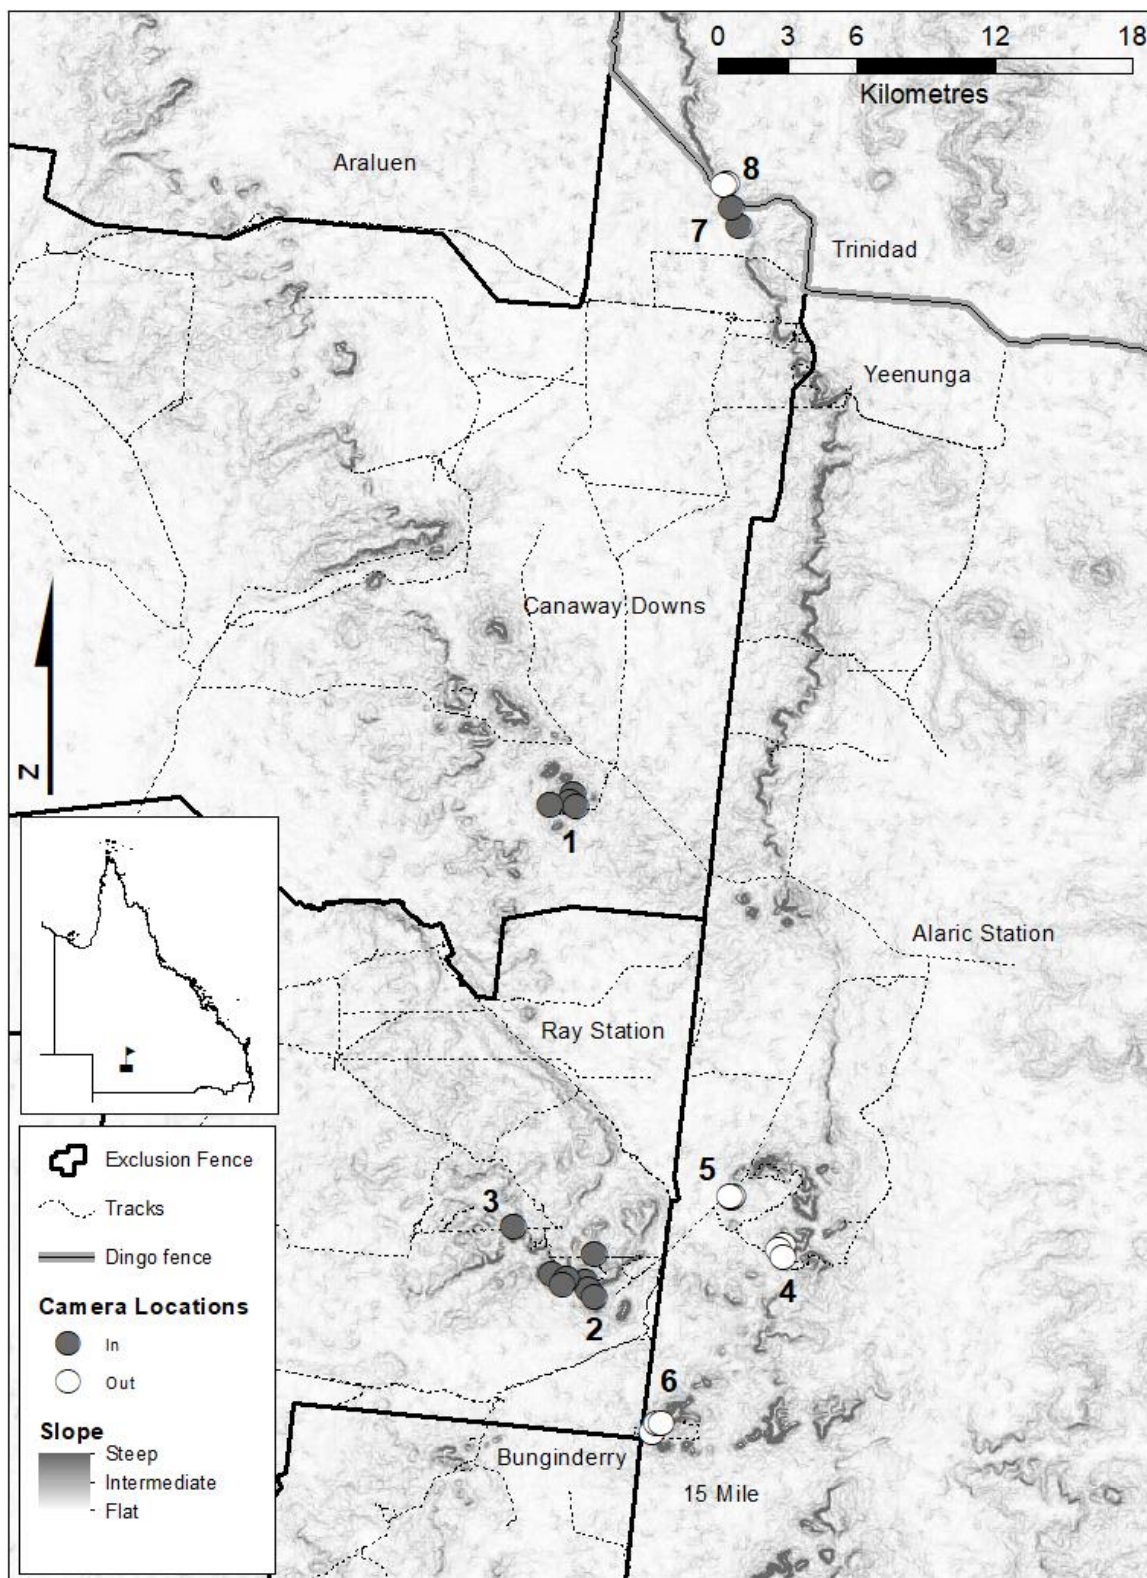 0 3 6 12 18
Kilometres
Araluen
8
7
Trinidad
Yeenunga
Canaway Downs
N
1
Alaric Station
Ray Station
5
3
4
2
6
Bunginderry
15 Mile
Exclusion Fence
Tracks
Dingo fence
Camera Locations
In
Out
Slope
Steep
Intermediate
Flat